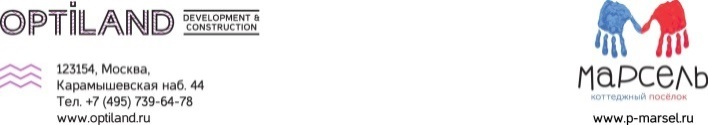 OPTILAND DEVELOPMENT &
CONSTRUCTION
123154, Москва,
Карамышевская наб. 44
Тел. +7 (495) 739-64-78
www.optiland.ru
Марсель
коттеджный посёлок
www.p-marsel.ru